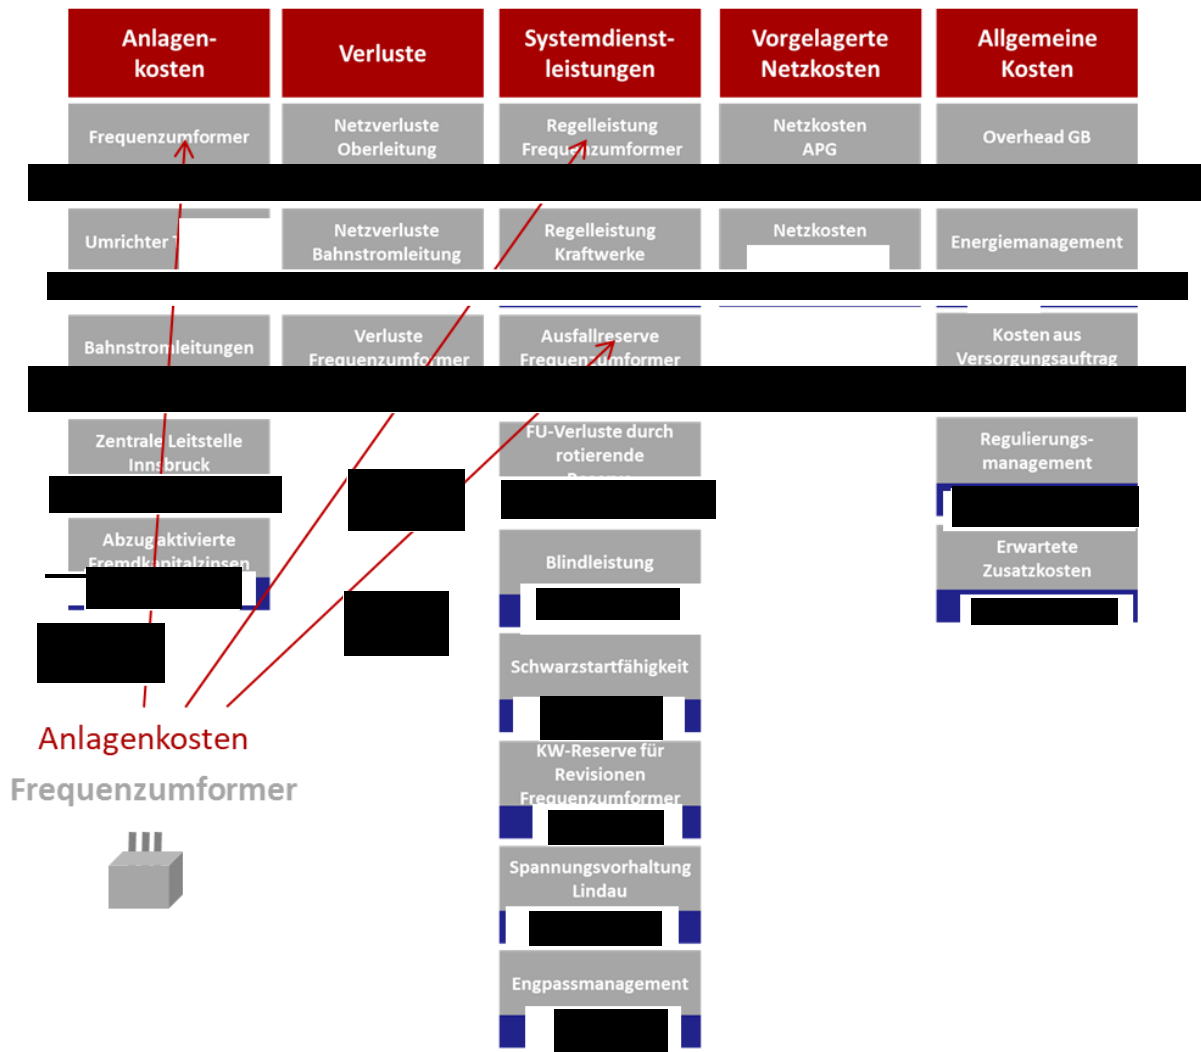 Anlagen-
kosten
Verluste
Systemdienst-
leistungen
Vorgelagerte
Netzkosten
Allgemeine
Kosten
Frequenzumformer
Netzverluste
Oberleitung
Regelleistung
Frequenzumformer
Netzkosten
APG
Overhead GB
Umrichter
Netzverluste
Bahnstromleitung
Regelleistung
Kraftwerke
Netzkosten
Energiemanagement
Bahnstromleitungen
Verluste
Frequenzumformer
Ausfallreserve
Frequenzumformer
Kosten aus
Versorgungsauftrag
Zentrale Leitstelle
Innsbruck
FU-Verluste durch
rotierende
Regulierungs-
management
Abzug aktivierte
Fremdkapitalzinsen
Blindleistung
Erwartete
Zusatzkosten
Schwarzstartfähigkeit
KW-Reserve für
Revisionen
Frequenzumformer
Spannungsvorhaltung
Lindau
Engpassmanagement
Anlagenkosten
Frequenzumformer